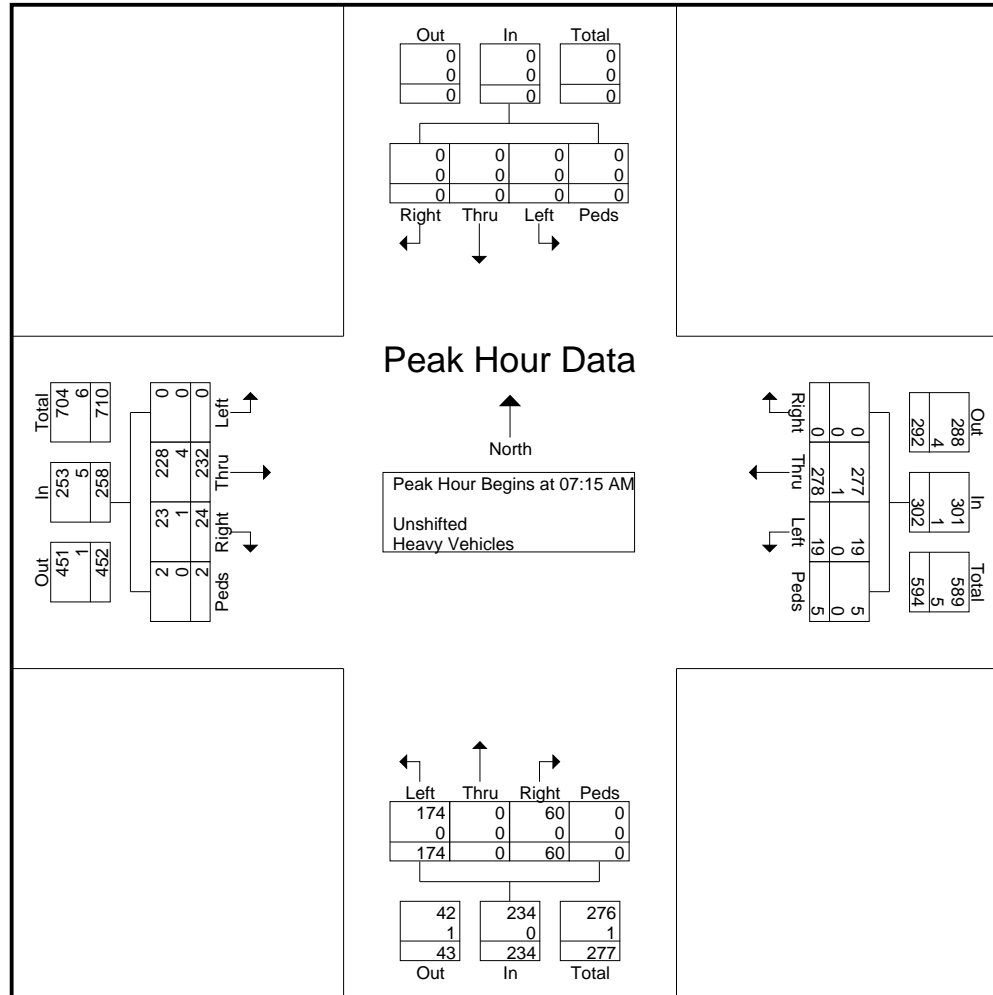 Out In Total
0 0 0
0 0 0
0 0 0
0 0 0 0
0 0 0 0
0 0 0 0
Right Thru Left Peds
Peak Hour Data
North
Peak Hour Begins at 07:15 AM
Unshifted
Heavy Vehicles
Total In Out
704 253 451
6 5 1
710 258 452
0 228 23 2
0 4 1 0
0 232 24 2
Left Thru Right Peds
Out In Total
288 301 589
4 1 5
292 302 594
0 277 19 5
0 1 0 0
0 278 19 5
Right Thru Left Peds
Left Thru Right Peds
174 0 60 0
0 0 0 0
174 0 60 0
42 234 276
1 0 1
43 234 277
Out In Total